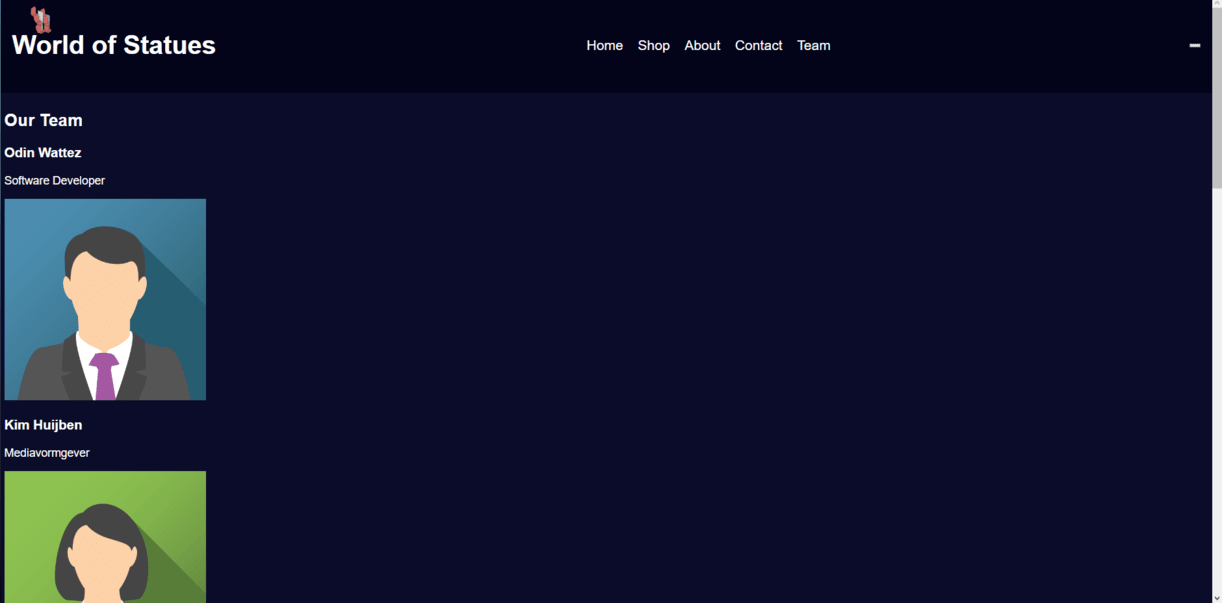 World of Statues
Home Shop About Contact Team
Our Team
Odin Wattez
Software Developer
Kim Huijben
Mediavormgever